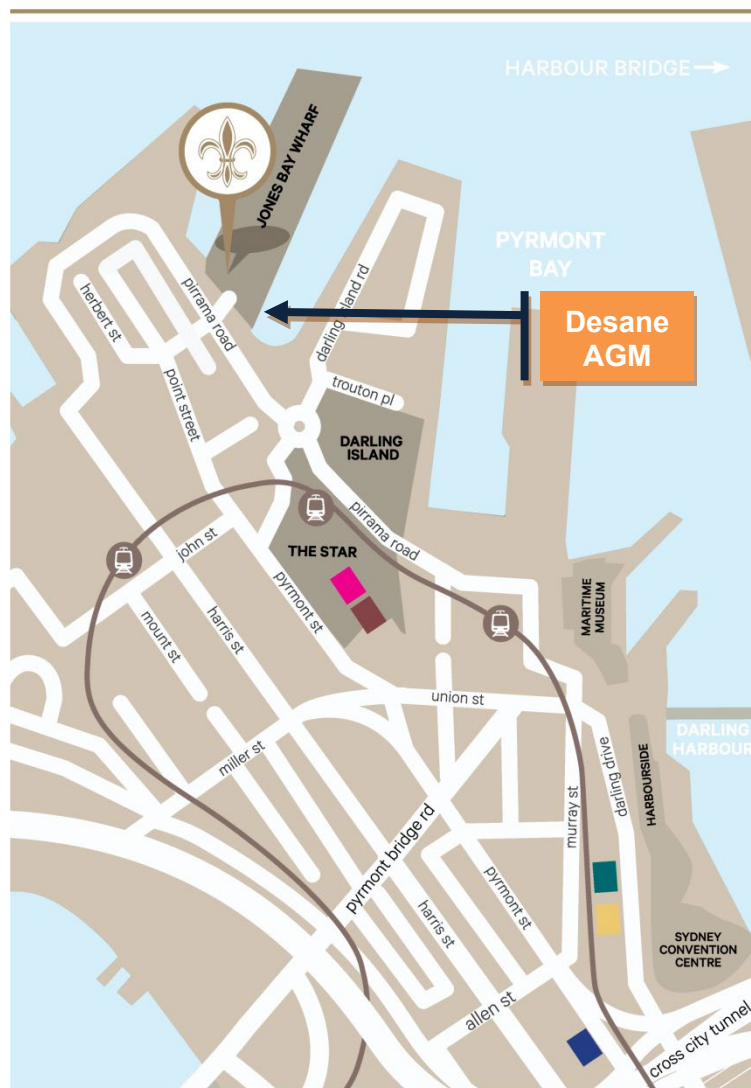 HARBOUR BRIDGE
JONES BAY WHARF
PYRMONT
BAY
Desane
AGM
herbert st
pirrama road
darling island rd
point street
trouton pl
DARLING
ISLAND
pirrama road
john st
THE STAR
pyrmont st
mount st
harris st
MARITIME
MUSEUM
union st
DARLING
HARBOUR
miller st
HARBOURSIDE
darling drive
murray st
pyrmont bridge rd
pyrmont st
harris st
SYDNEY
CONVENTION
CENTRE
allen st
cross city tunnel